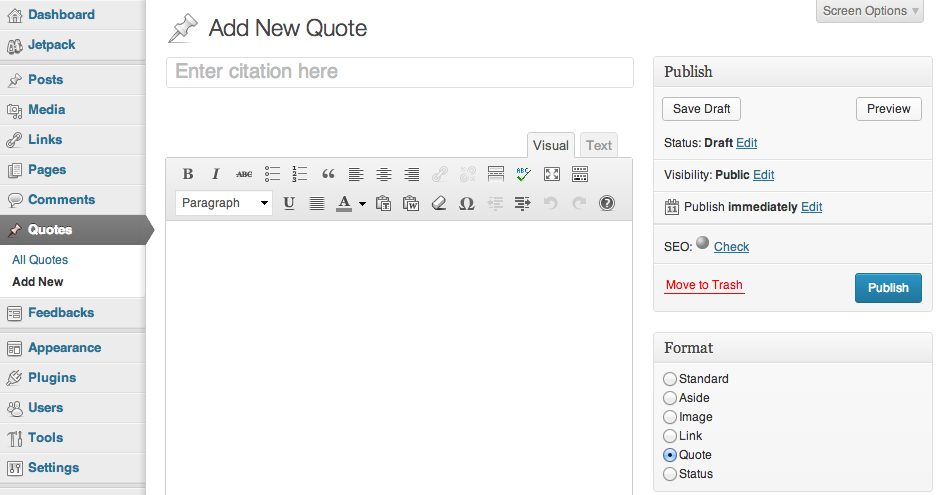 Dashboard
Jetpack
Posts
Media
Links
Pages
Comments
Quotes
All Quotes
Add New
Feedbacks
Appearance
Plugins
Users
Tools
Settings
Screen Options
Add New Quote
Enter citation here
Visual Text
B I ABC ABC
Paragraph U A T W Ω ?
Publish
Save Draft Preview
Status: Draft Edit
Visibility: Public Edit
11 Publish immediately Edit
SEO: Check
Move to Trash Publish
Format
Standard
Aside
Image
Link
Quote
Status